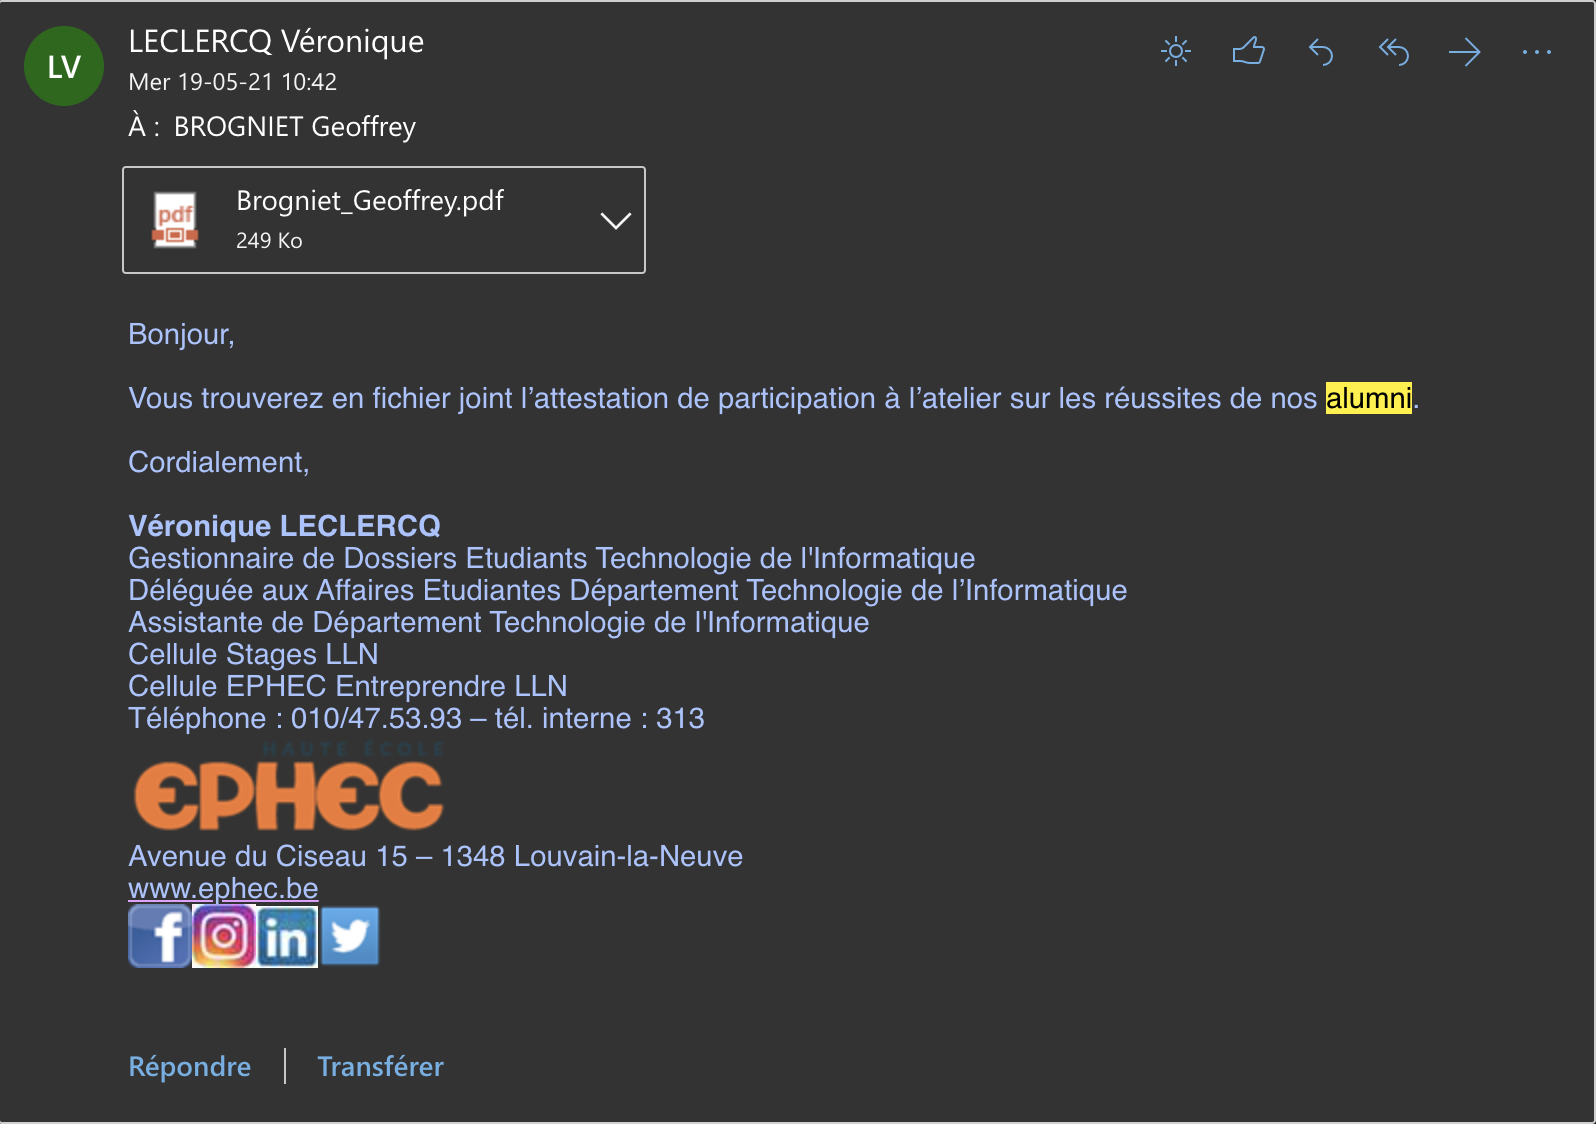 LV
LECLERCQ Véronique
Mer 19-05-21 10:42
À : BROGNIET Geoffrey
pdf
Brogniet_Geoffrey.pdf
249 Ko
Bonjour,
Vous trouverez en fichier joint l’attestation de participation à l’atelier sur les réussites de nos alumni.
Cordialement,
Véronique LECLERCQ
Gestionnaire de Dossiers Etudiants Technologie de l'Informatique
Déléguée aux Affaires Etudiantes Département Technologie de l’Informatique
Assistante de Département Technologie de l'Informatique
Cellule Stages LLN
Cellule EPHEC Entreprendre LLN
Téléphone : 010/47.53.93 – tél. interne : 313
HAUTE ÉCOLE
EPHEC
Avenue du Ciseau 15 – 1348 Louvain-la-Neuve
www.ephec.be
f in
Répondre | Transférer